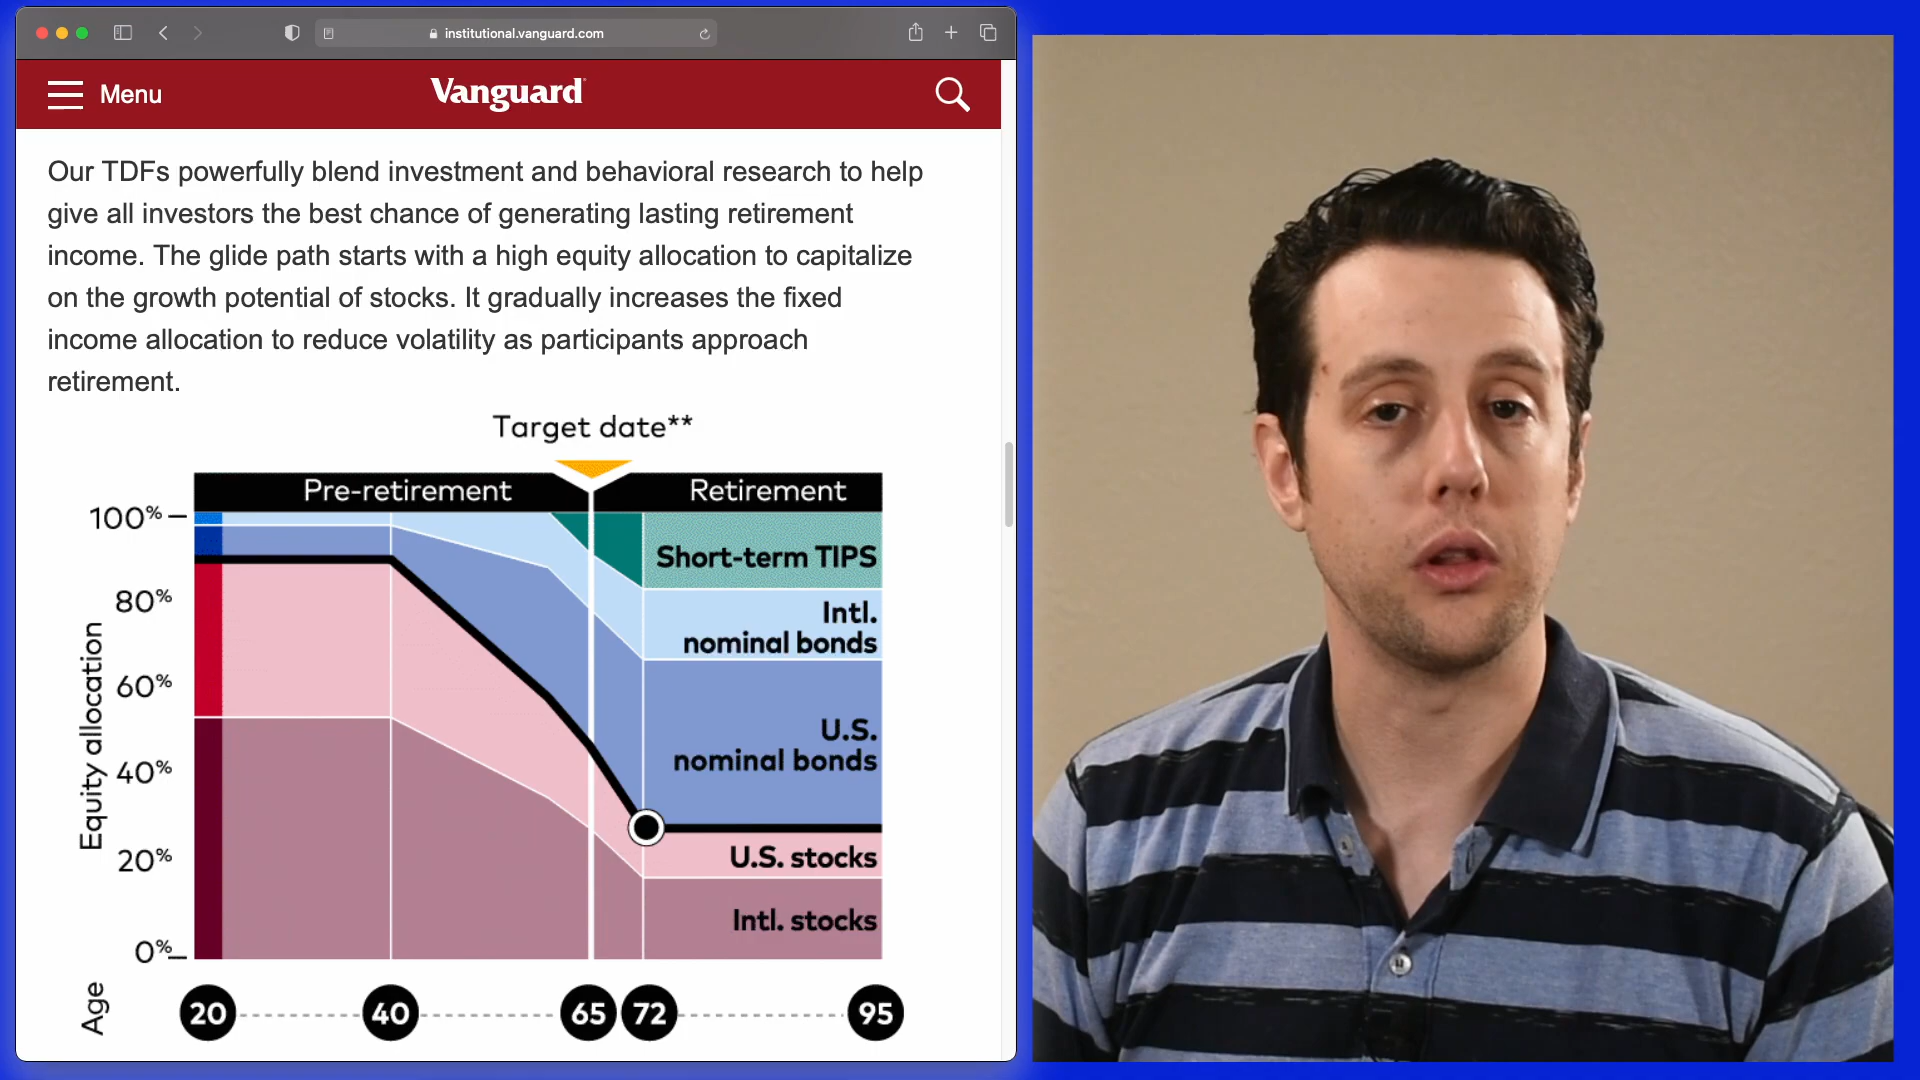 institutional.vanguard.com
Menu
Vanguard
Our TDFs powerfully blend investment and behavioral research to help
give all investors the best chance of generating lasting retirement
income. The glide path starts with a high equity allocation to capitalize
on the growth potential of stocks. It gradually increases the fixed
income allocation to reduce volatility as participants approach
retirement.
Target date**
Pre-retirement
Retirement
100%
80%
60%
40%
20%
0%
Equity allocation
Short-term TIPS
Intl.
nominal bonds
U.S.
nominal bonds
U.S. stocks
Intl. stocks
Age
20
40
65
72
95